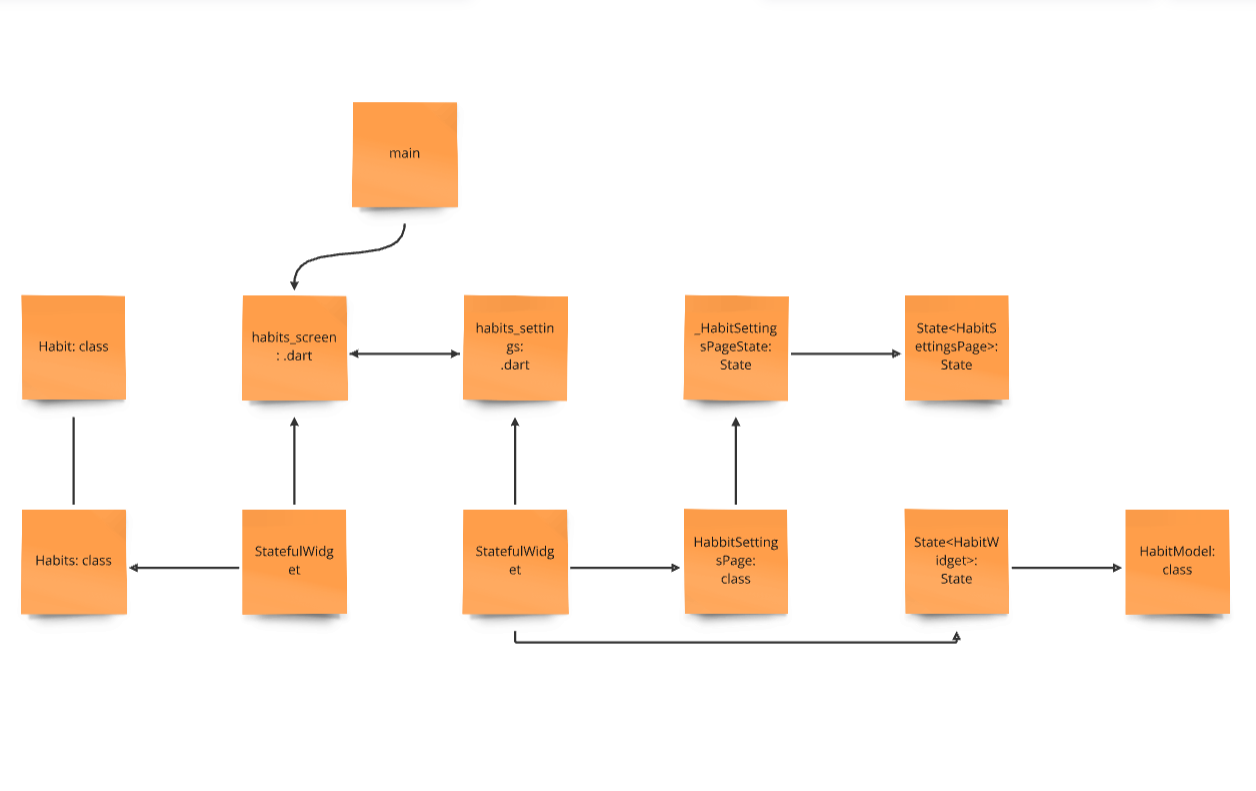 main
Habit: class
habits_screen
: .dart
habits_settin
gs:
.dart
_HabitSetting
sPageState:
State
State<HabitS
ettingsPage>:
State
Habits: class
StatefulWidg
et
StatefulWidg
et
HabbitSetting
sPage:
class
State<HabitW
idget>:
State
HabitModel:
class